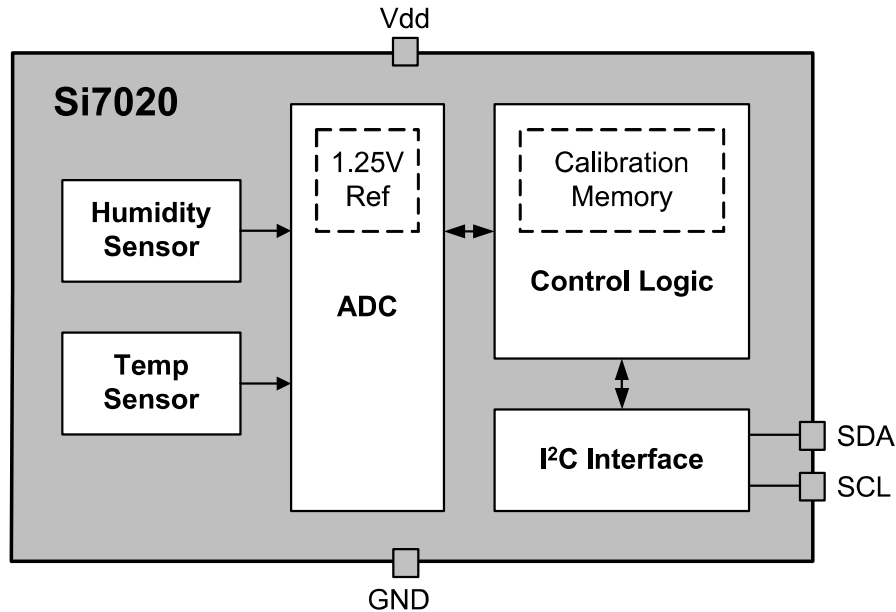 Vdd
Si7020
1.25V
Ref
Calibration
Memory
Humidity
Sensor
Control Logic
ADC
Temp
Sensor
I²C Interface
SDA
SCL
GND